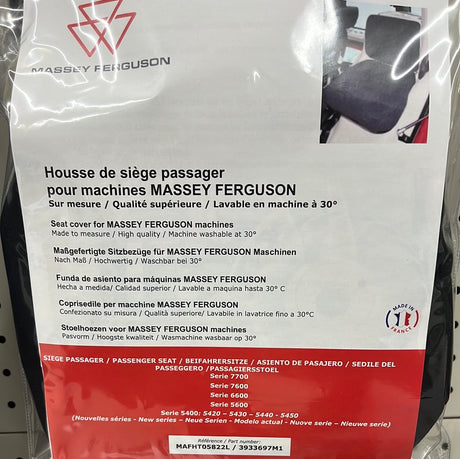 MASSEY FERGUSON
Housse de siège passager
pour machines MASSEY FERGUSON
Sur mesure / Qualité supérieure / Lavable en machine à 30°
Seat cover for MASSEY FERGUSON machines
Made to measure / High quality / Machine washable at 30°
Maßgefertigte Sitzbezüge für MASSEY FERGUSON Maschinen
Nach Maß / Hochwertig / Waschbar bei 30°
Funda de asiento para máquinas MASSEY FERGUSON
Hecha a medida/ Calidad superior / Lavable a maquina hasta 30° C
Coprisedile per macchine MASSEY FERGUSON
Confezionato su misura / Qualità superiore/ Lavabile in lavatrice fino a 30°C
Stoelhoezen voor MASSEY FERGUSON machines
Pasvorm / Hoogste kwaliteit / Wasmachine wasbaar op 30°
MADE IN
FRANCE
SIEGE PASSAGER / PASSENGER SEAT / BEIFAHRERSITZE / ASIENTO DE PASAJERO / SEDILE DEL
PASSEGGERO /PASSAGIERSSTOEL
Serie 7700
Serie 7600
Serie 6600
Serie 5600
Serie 5400: 5420 - 5430 - 5440 - 5450
(Nouvelles séries - New series - Neue Serien - Modelo actual - Nuove serie - Nieuwe serie)
Référence / Part number:
MAFHT05B22L / 3933697M1